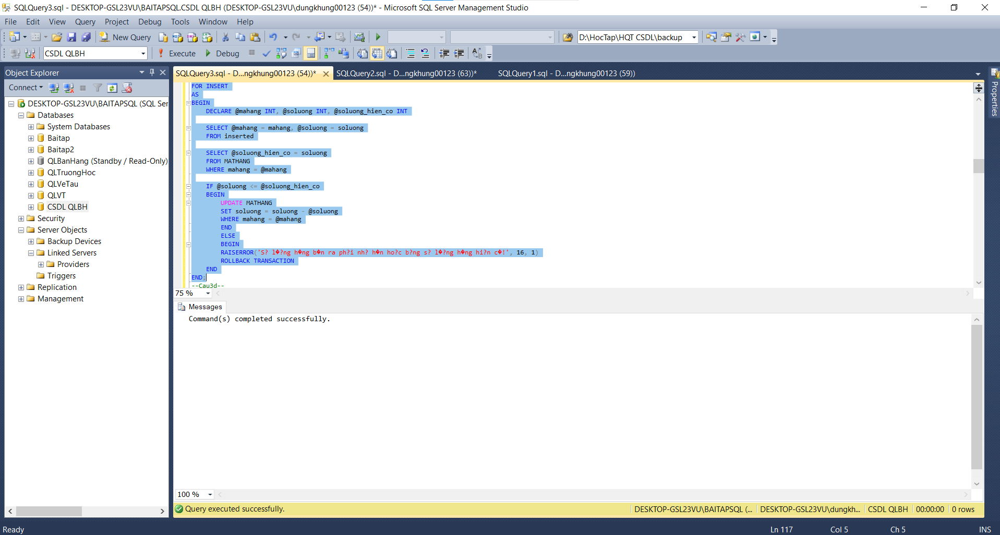 SQLQuery3.sql - DESKTOP-GSL23VU\BAITAPSQL.CSDL QLBH (DESKTOP-GSL23VU\dungkhung00123 (54))* - Microsoft SQL Server Management Studio
File Edit View Query Project Debug Tools Window Help
New Query D:\HocTap\HQT CSDL\backup
CSDL QLBH Execute Debug
Object Explorer
Connect
DESKTOP-GSL23VU\BAITAPSQL (SQL Ser
Databases
System Databases
Baitap
Baitap2
QLBanHang (Standby / Read-Only)
QLTruongHoc
QLVeTau
QLVT
CSDL QLBH
Security
Server Objects
Backup Devices
Linked Servers
Providers
Triggers
Replication
Management
SQLQuery3.sql - D...ngkhung00123 (54))* SQLQuery2.sql - D...ngkhung00123 (63))* SQLQuery1.sql - D...ngkhung00123 (59))
FOR INSERT
AS
BEGIN
DECLARE @mahang INT, @soluong INT, @soluong_hien_co INT
SELECT @mahang = mahang, @soluong = soluong
FROM inserted
SELECT @soluong_hien_co = soluong
FROM MATHANG
WHERE mahang = @mahang
IF @soluong <= @soluong_hien_co
BEGIN
UPDATE MATHANG
SET soluong = soluong - @soluong
WHERE mahang = @mahang
END
ELSE
BEGIN
RAISERROR('S? l�?ng h�ng b�n ra ph?i nh? h�n ho?c b?ng s? l�?ng h�ng hi?n c�!', 16, 1)
ROLLBACK TRANSACTION
END
END;
--Cau3d--
75 %
Messages
Command(s) completed successfully.
100 %
Query executed successfully. DESKTOP-GSL23VU\BAITAPSQL (... DESKTOP-GSL23VU\dungkh... CSDL QLBH 00:00:00 0 rows
Properties
Ready Ln 117 Col 5 Ch 5 INS